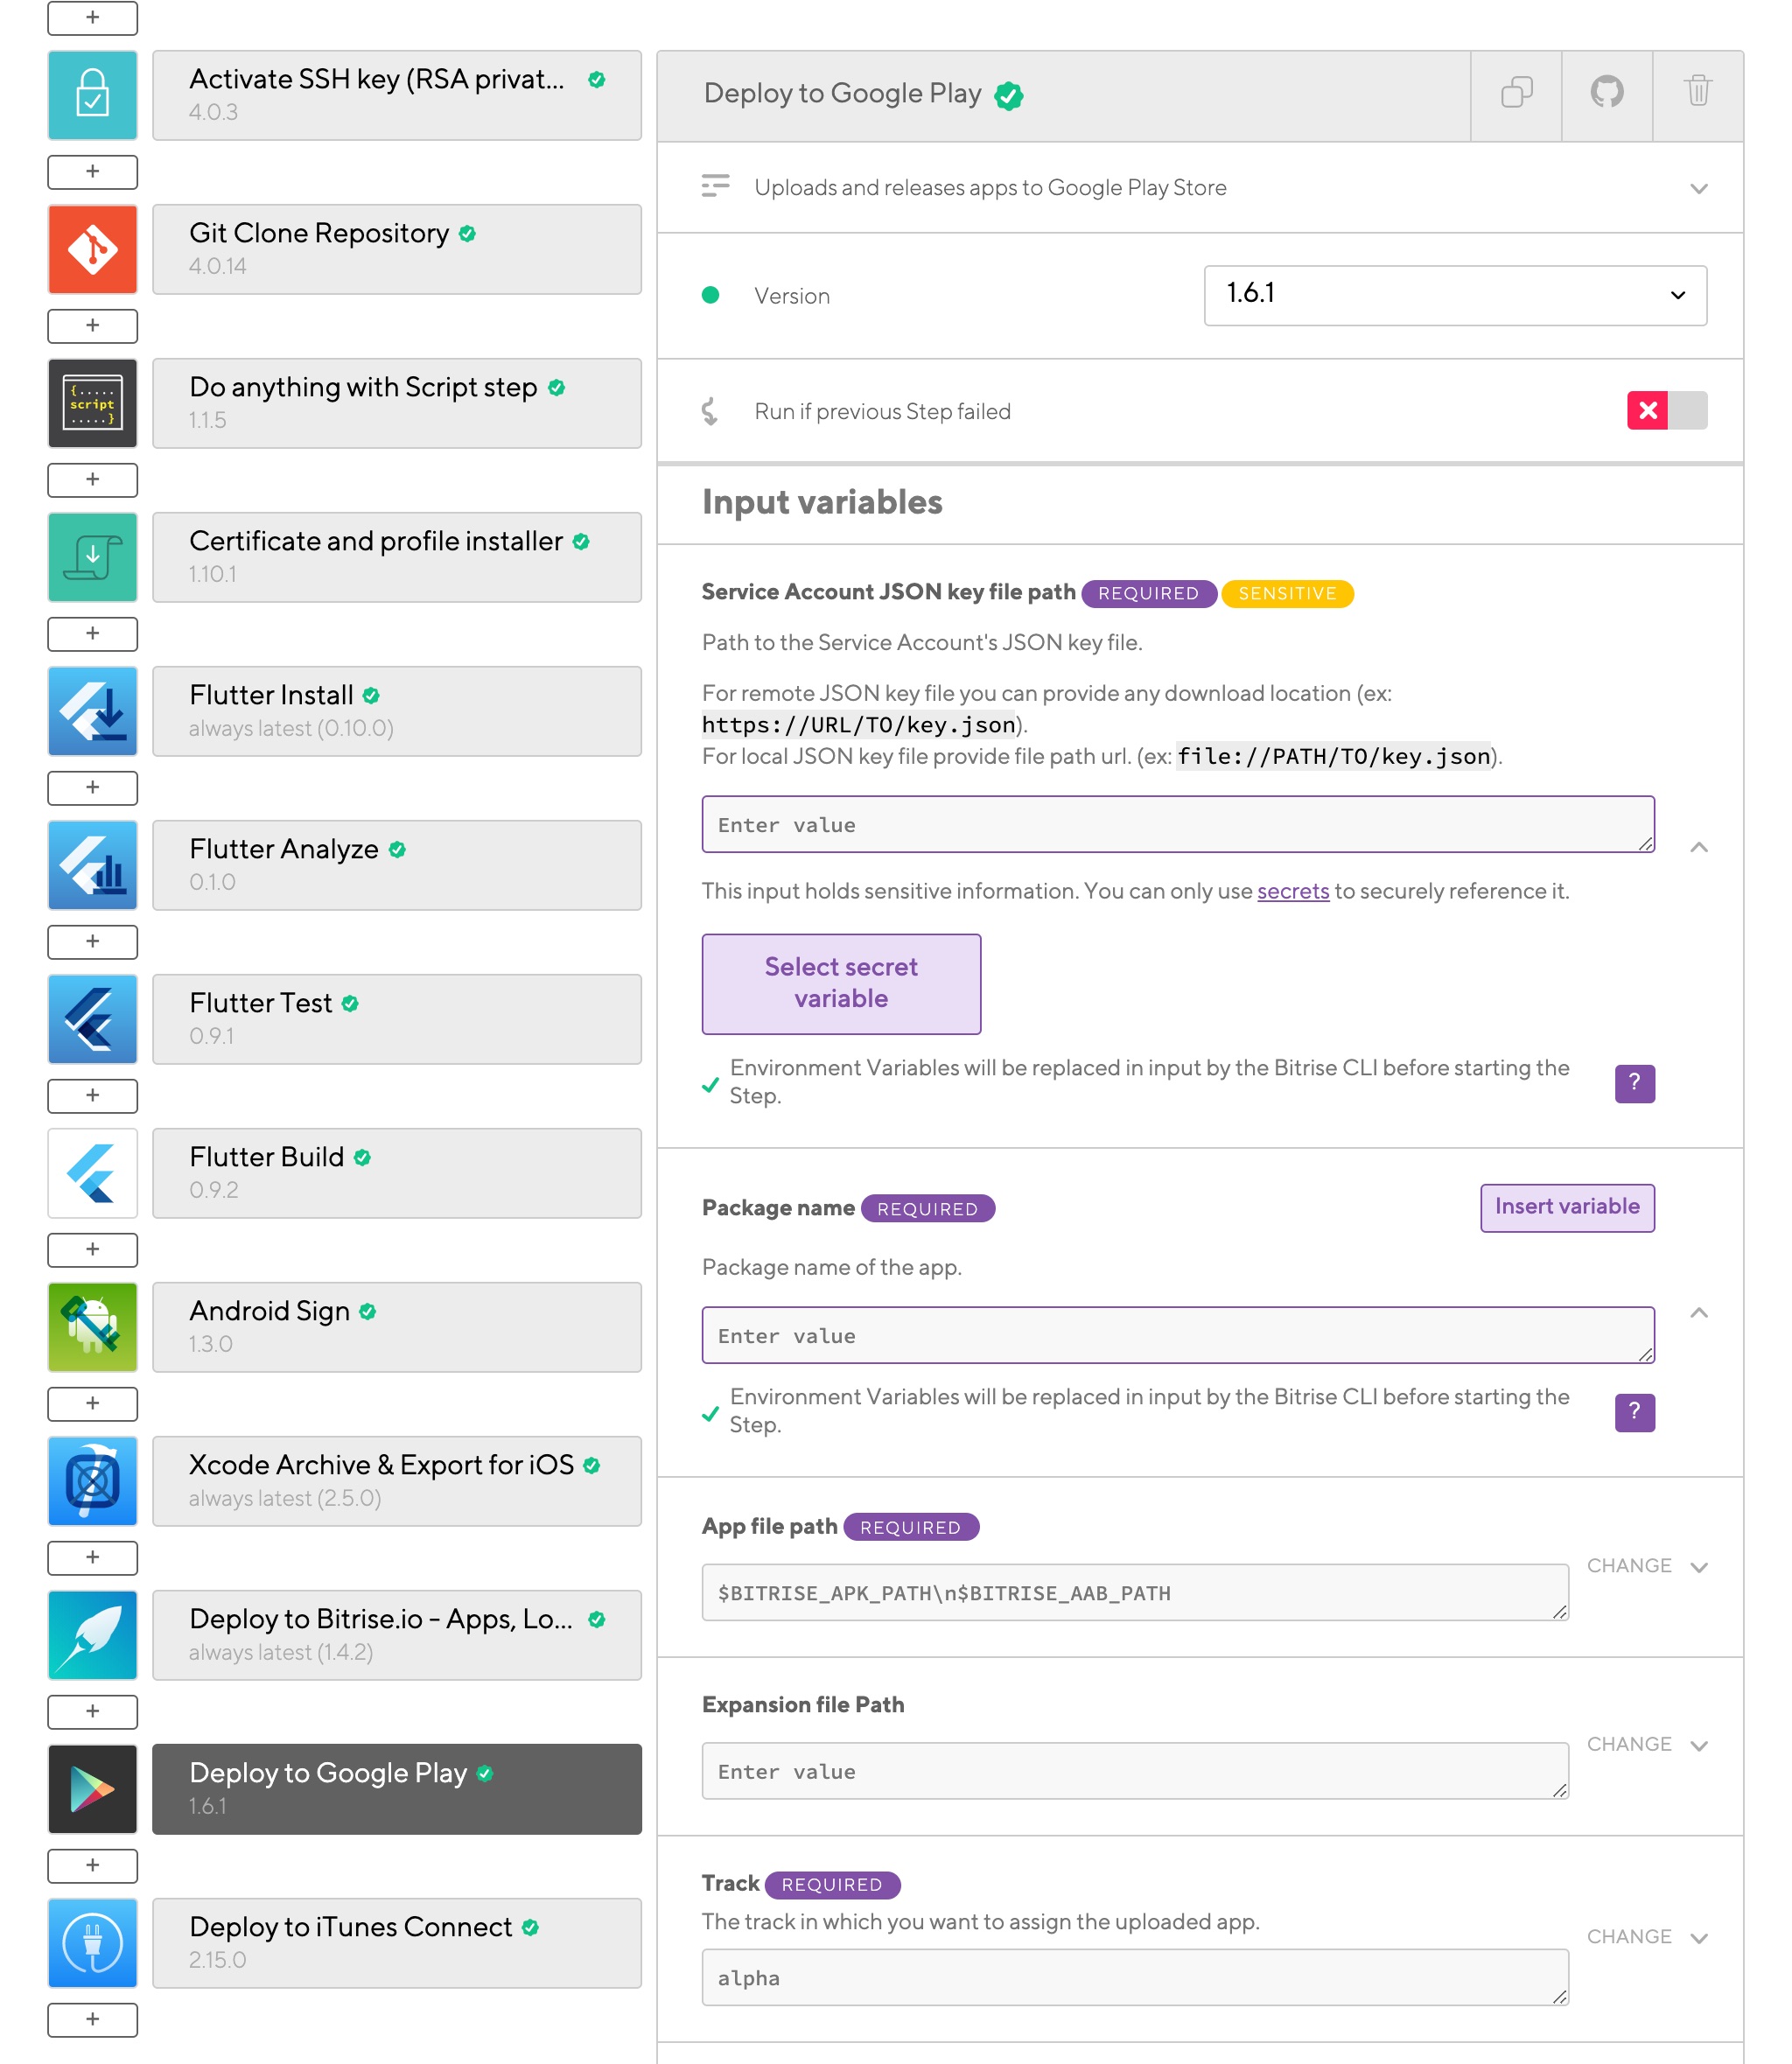 +
Activate SSH key (RSA privat...
4.0.3
+
Git Clone Repository
4.0.14
+
{.....
script
.....}
Do anything with Script step
1.1.5
+
Certificate and profile installer
1.10.1
+
Flutter Install
always latest (0.10.0)
+
Flutter Analyze
0.1.0
+
Flutter Test
0.9.1
+
Flutter Build
0.9.2
+
Android Sign
1.3.0
+
Xcode Archive & Export for iOS
always latest (2.5.0)
+
Deploy to Bitrise.io - Apps, Lo...
always latest (1.4.2)
+
Deploy to Google Play
1.6.1
+
Deploy to iTunes Connect
2.15.0
+
Deploy to Google Play
Uploads and releases apps to Google Play Store
Version
1.6.1
Run if previous Step failed
Input variables
Service Account JSON key file path REQUIRED SENSITIVE
Path to the Service Account's JSON key file.
For remote JSON key file you can provide any download location (ex:
https://URL/TO/key.json).
For local JSON key file provide file path url. (ex: file://PATH/TO/key.json).
Enter value
This input holds sensitive information. You can only use secrets to securely reference it.
Select secret
variable
Environment Variables will be replaced in input by the Bitrise CLI before starting the
Step.
?
Package name REQUIRED
Insert variable
Package name of the app.
Enter value
Environment Variables will be replaced in input by the Bitrise CLI before starting the
Step.
?
App file path REQUIRED
CHANGE
$BITRISE_APK_PATH\n$BITRISE_AAB_PATH
Expansion file Path
CHANGE
Enter value
Track REQUIRED
The track in which you want to assign the uploaded app.
CHANGE
alpha